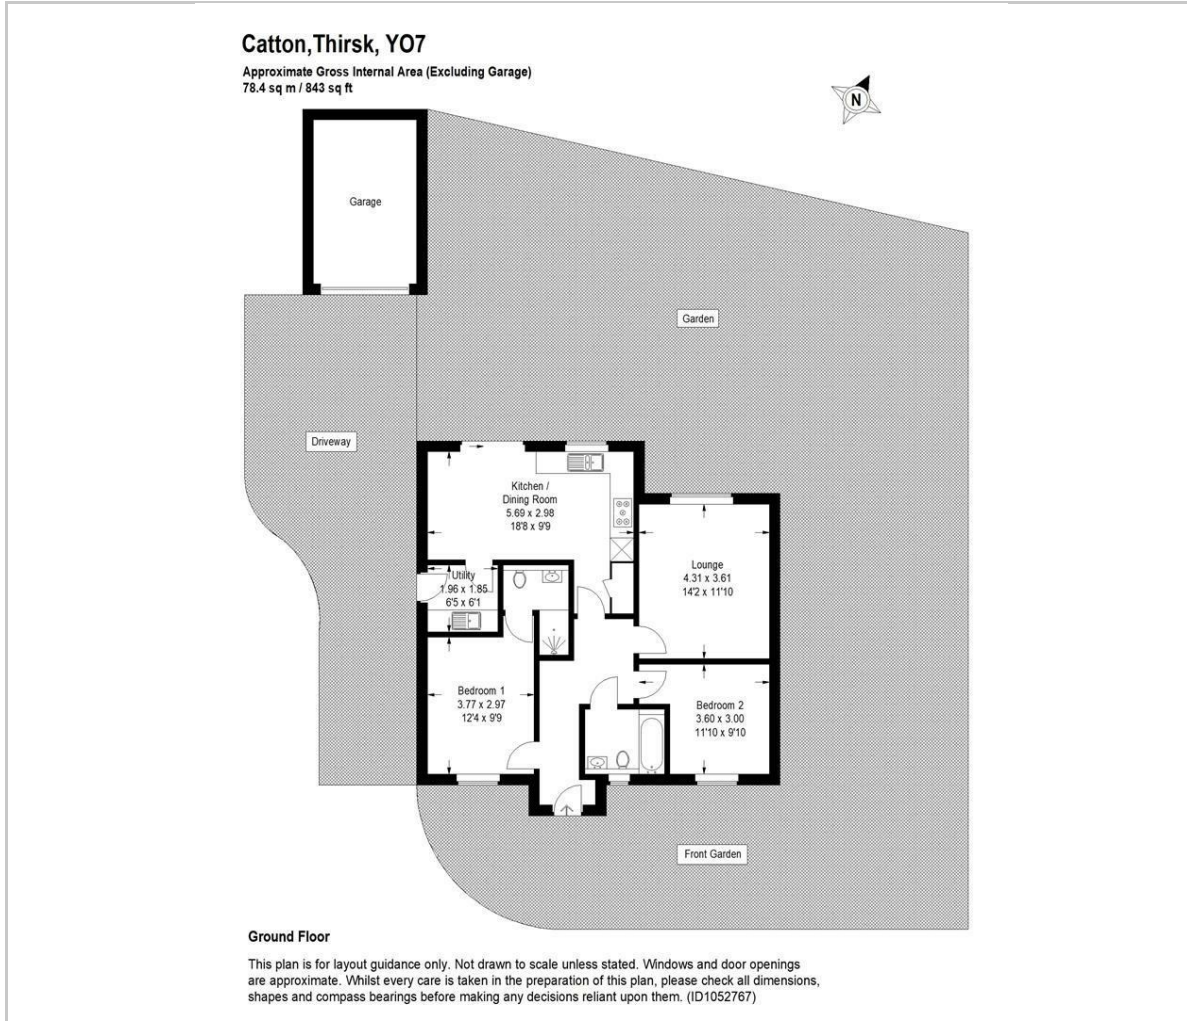 Catton,Thirsk, YO7
Approximate Gross Internal Area (Excluding Garage)
78.4 sq m / 843 sq ft
N
Garage
Garden
Driveway
Kitchen /
Dining Room
5.69 x 2.98
18'8 x 9'9
Lounge
4.31 x 3.61
14'2 x 11'10
Utility
1.96 x 1.85
6'5 x 6'1
Bedroom 1
3.77 x 2.97
12'4 x 9'9
Bedroom 2
3.60 x 3.00
11'10 x 9'10
Front Garden
Ground Floor
This plan is for layout guidance only. Not drawn to scale unless stated. Windows and door openings
are approximate. Whilst every care is taken in the preparation of this plan, please check all dimensions,
shapes and compass bearings before making any decisions reliant upon them. (ID1052767)